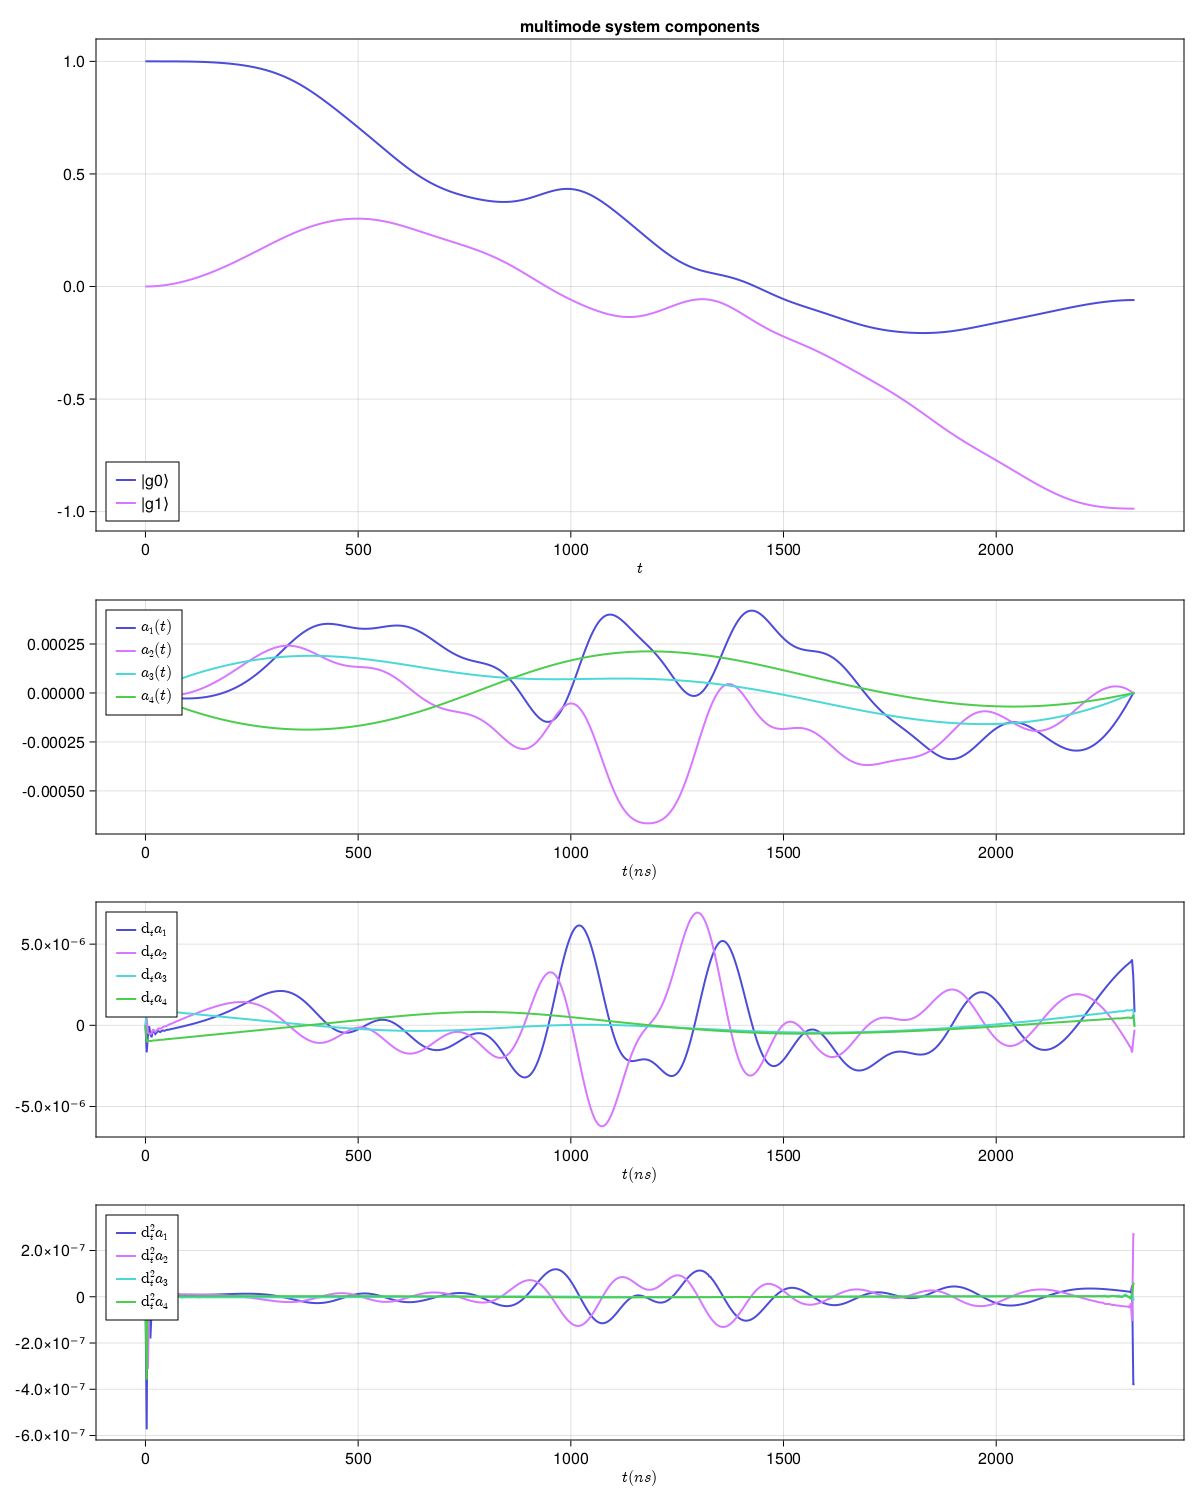 multimode system components
1.0
0.5
0.0
-0.5
-1.0
|g0⟩
|g1⟩
0 500 1000 1500 2000
t
0.00025
0.00000
-0.00025
-0.00050
a₁(t)
a₂(t)
a₃(t)
a₄(t)
0 500 1000 1500 2000
t(ns)
5.0×10⁻⁶
0
-5.0×10⁻⁶
dₜa₁
dₜa₂
dₜa₃
dₜa₄
0 500 1000 1500 2000
t(ns)
2.0×10⁻⁷
0
-2.0×10⁻⁷
-4.0×10⁻⁷
-6.0×10⁻⁷
d²ₜa₁
d²ₜa₂
d²ₜa₃
d²ₜa₄
0 500 1000 1500 2000
t(ns)